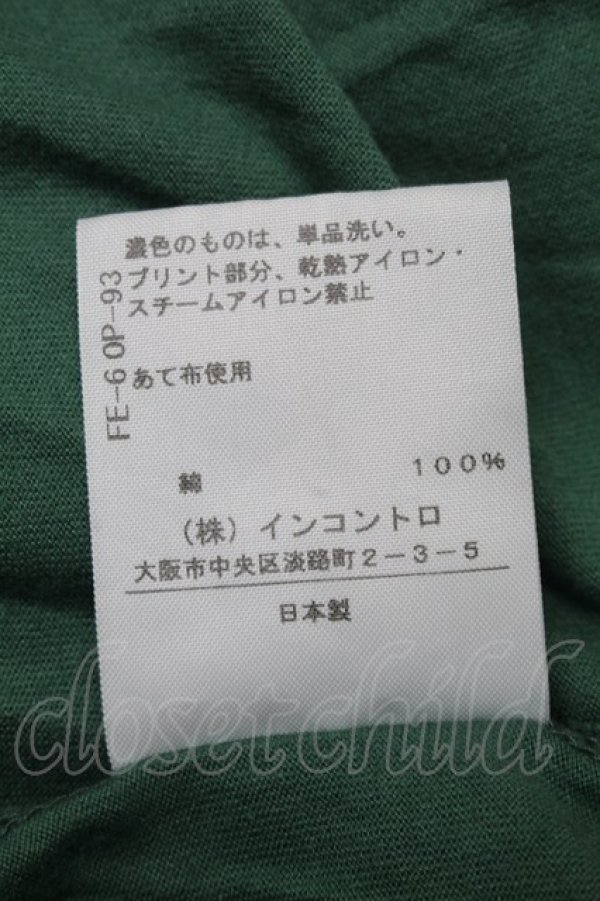 濃色のものは、単品洗い。
プリント部分、乾熱アイロン・
スチームアイロン禁止
あて布使用
FE-6 0P-93
綿 100%
(株)インコントロ
大阪市中央区淡路町2-3-5
日本製
closetchild